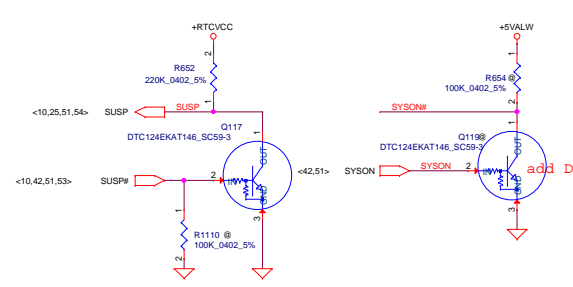 +RTCVCC
2
R652
220K_0402_5%
1
<10,25,51,54> SUSP SUSP
Q117
DTC124EKAT146_SC59-3
1
OUT
<10,42,51,53> SUSP# 2 IN
GND
3
1
R1110 @
100K_0402_5%
2
+5VALW
1
R654 @
100K_0402_5%
2
SYSON#
Q119@
DTC124EKAT146_SC59-3
1
OUT
<42,51> SYSON SYSON 2 IN
add D
GND
3